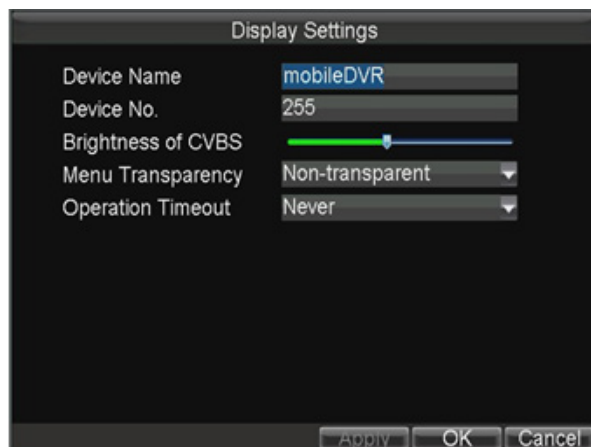 Display Settings
Device Name mobileDVR
Device No. 255
Brightness of CVBS
Menu Transparency Non-transparent
Operation Timeout Never
Apply OK Cancel